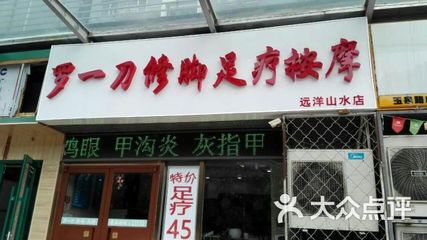 罗一刀修脚足疗按摩
远洋山水店
鸡眼 甲沟炎 灰指甲
特价
足疗
45
Midea
大众点评